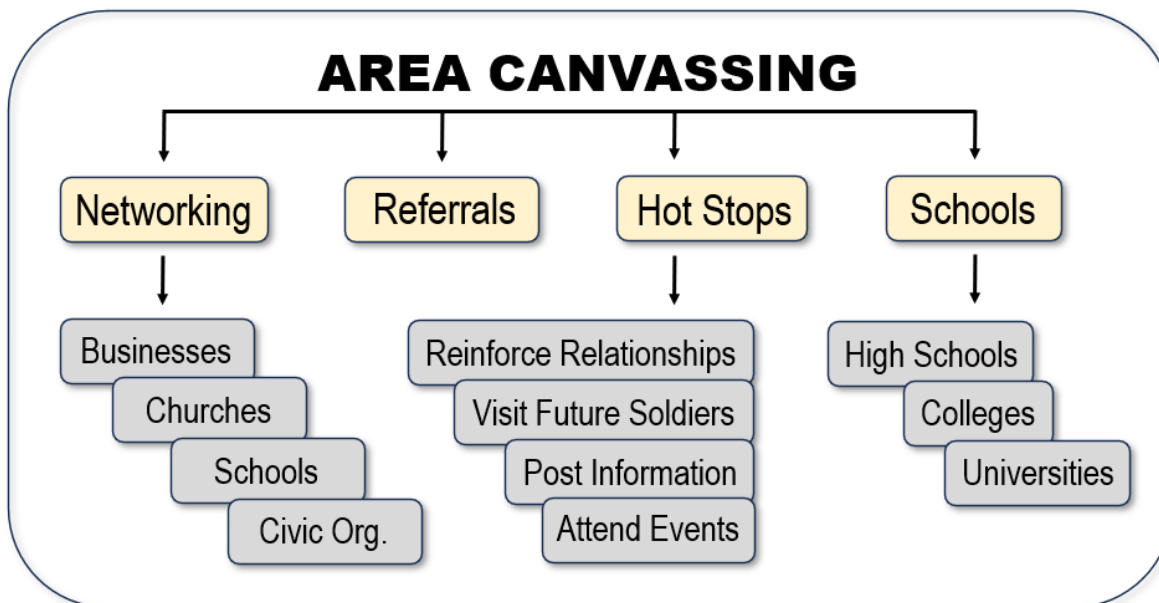 AREA CANVASSING
Networking
Referrals
Hot Stops
Schools
Businesses
Churches
Schools
Civic Org.
Reinforce Relationships
Visit Future Soldiers
Post Information
Attend Events
High Schools
Colleges
Universities